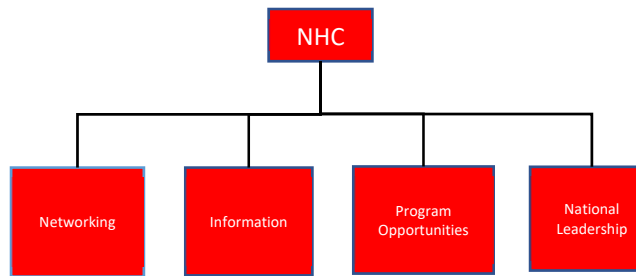 NHC
Networking
Information
Program
Opportunities
National
Leadership